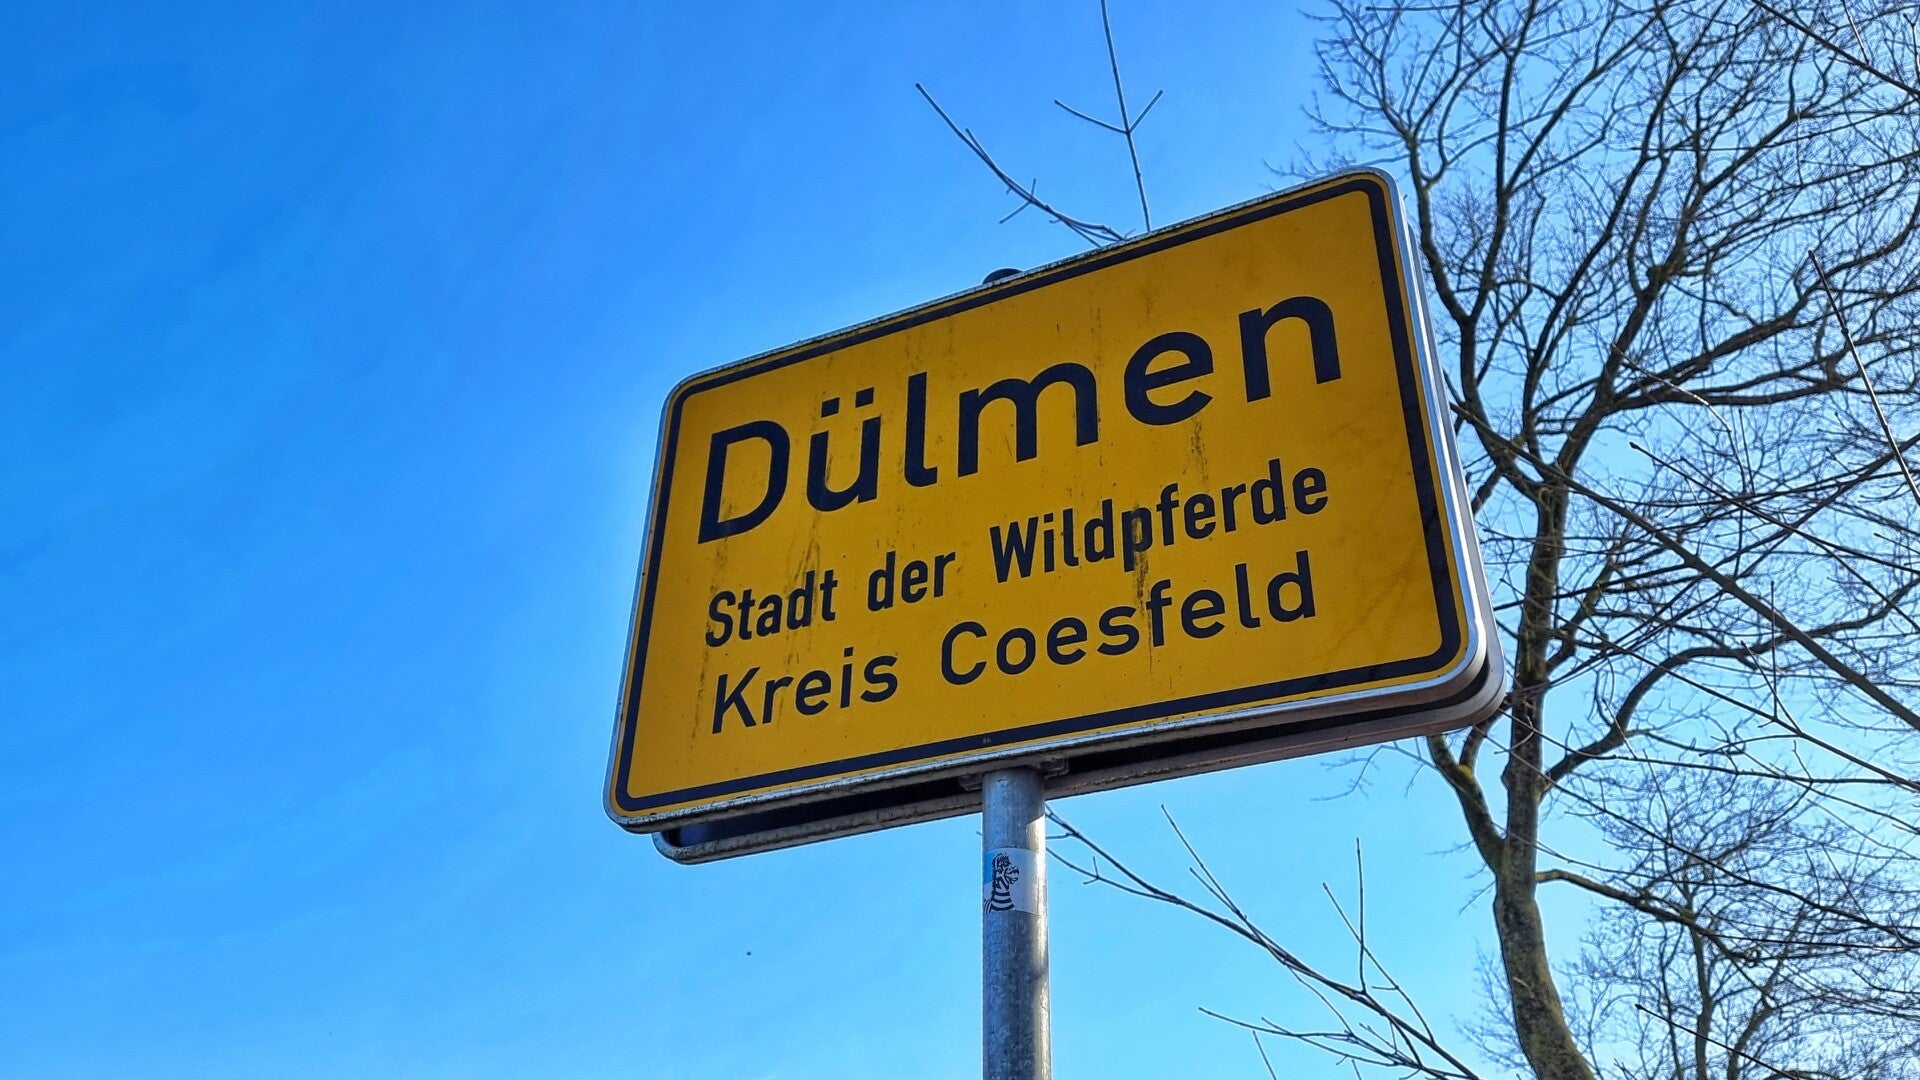 Dülmen
Stadt der Wildpferde
Kreis Coesfeld